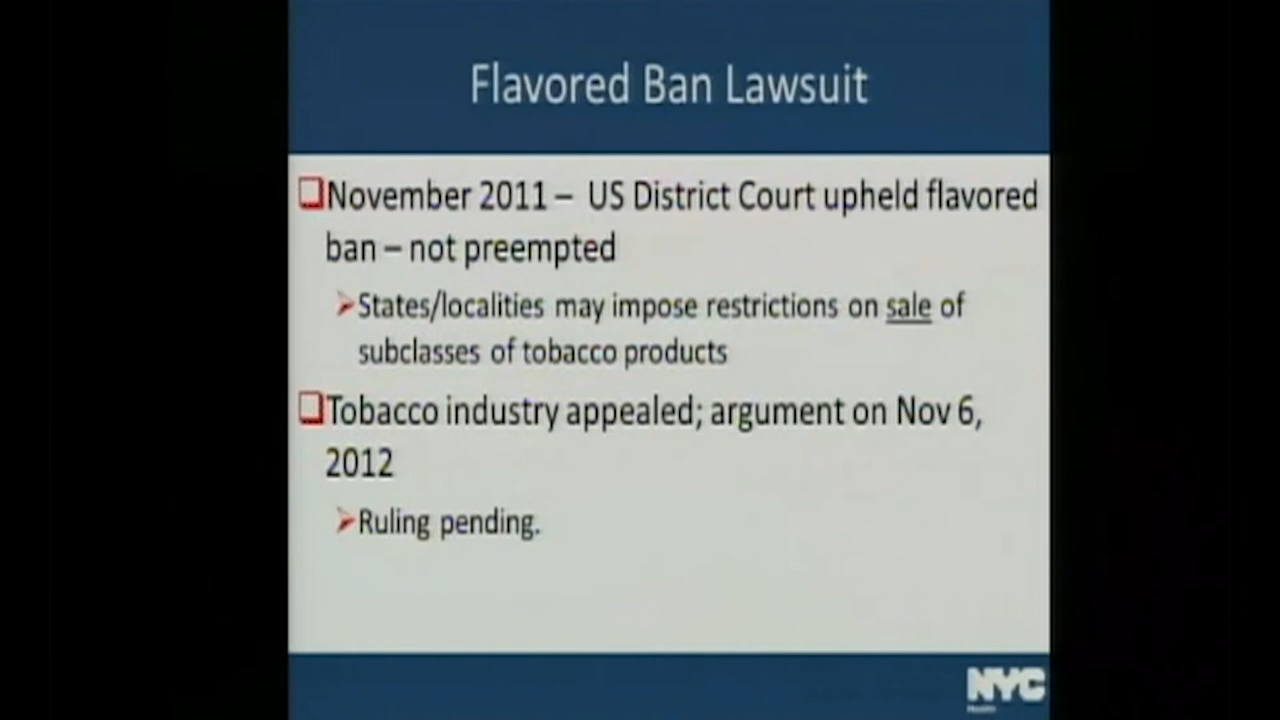 Flavored Ban Lawsuit
November 2011 – US District Court upheld flavored
ban – not preempted
States/localities may impose restrictions on sale of
subclasses of tobacco products
Tobacco industry appealed; argument on Nov 6,
2012
Ruling pending.
NYC
Health